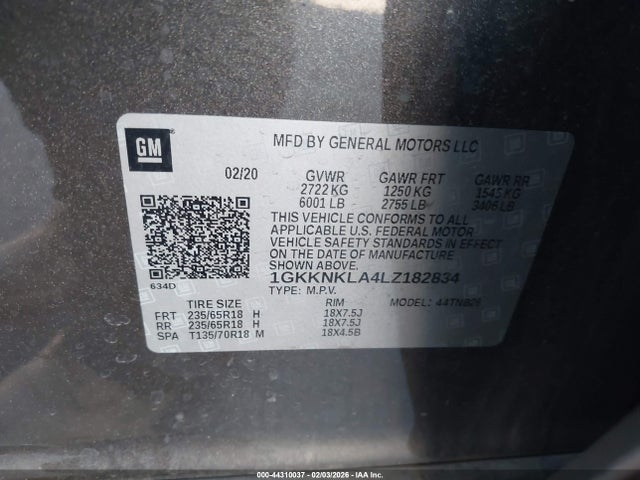 GM
MFD BY GENERAL MOTORS LLC
02/20 GVWR GAWR FRT GAWR RR
2722 KG 1250 KG 1545 KG
6001 LB 2755 LB 3406 LB
THIS VEHICLE CONFORMS TO ALL
APPLICABLE U.S. FEDERAL MOTOR
VEHICLE SAFETY STANDARDS IN EFFECT
ON THE DATE OF MANUFACTURE
SHOWN ABOVE.
634D 1GKKNKLA4LZ182834
TYPE: M.P.V. MODEL: 44TNB26
TIRE SIZE RIM
FRT 235/65R18 H 18X7.5J
RR 235/65R18 H 18X7.5J
SPA T135/70R18 M 18X4.5B
000-44310037 - 02/03/2026 - IAAI.COM